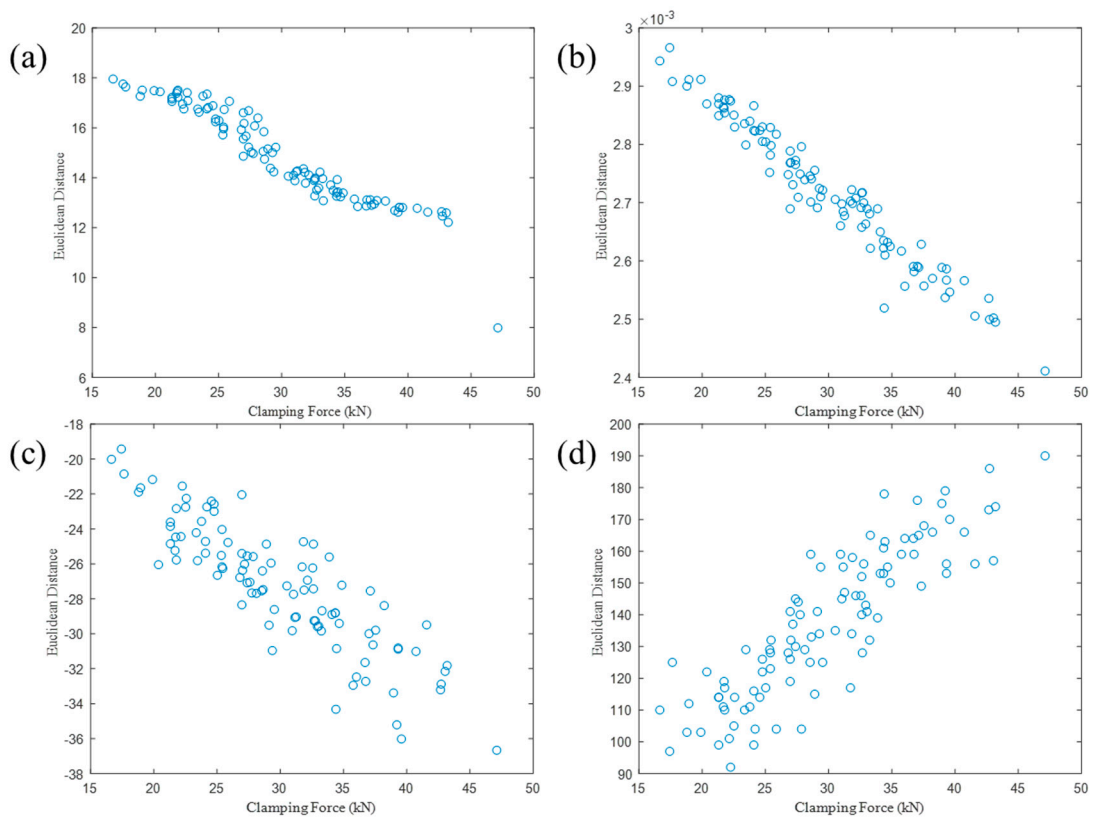 (a)
20
18
16
14
12
10
8
6
Euclidean Distance
15 20 25 30 35 40 45 50
Clamping Force (kN)
(b)
×10⁻³
3
2.9
2.8
2.7
2.6
2.5
2.4
Euclidean Distance
15 20 25 30 35 40 45 50
Clamping Force (kN)
(c)
-18
-20
-22
-24
-26
-28
-30
-32
-34
-36
-38
Euclidean Distance
15 20 25 30 35 40 45 50
Clamping Force (kN)
(d)
200
190
180
170
160
150
140
130
120
110
100
90
Euclidean Distance
15 20 25 30 35 40 45 50
Clamping Force (kN)